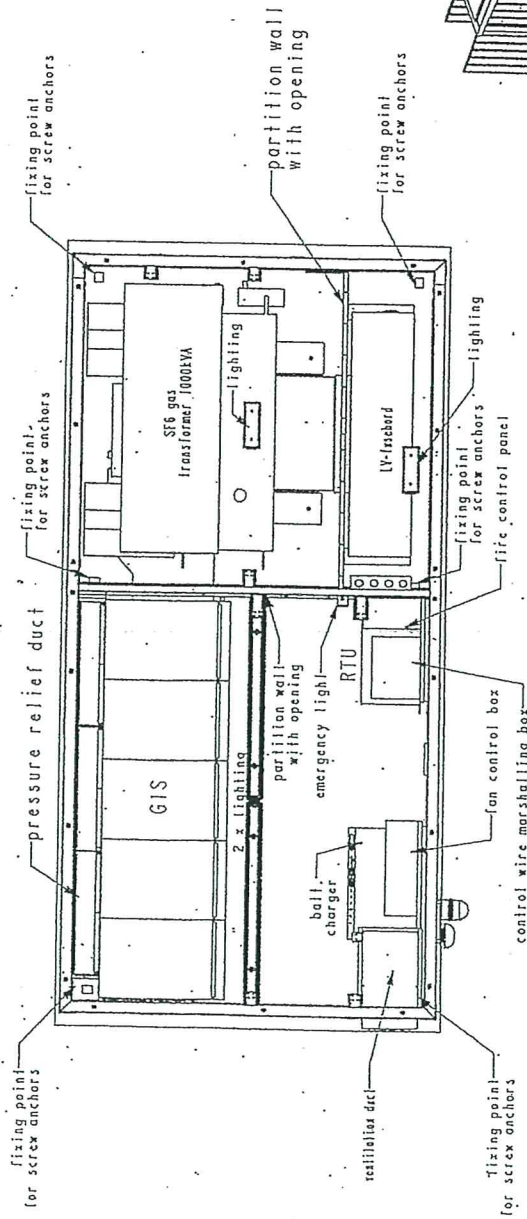 fixing point
for screw anchors
pressure relief duct
fixing point
for screw anchors
fixing point
for screw anchors
partition wall
with opening
GIS
2 x lighting
SF6 gas
transformer 1000kVA
lighting
partition wall
with opening
emergency light
RTU
batt.
charger
fixing point
for screw anchors
lighting
fixing point
for screw anchors
fire control panel
fan control box
control wire marshalling box
ventilation duct
fixing point
for screw anchors